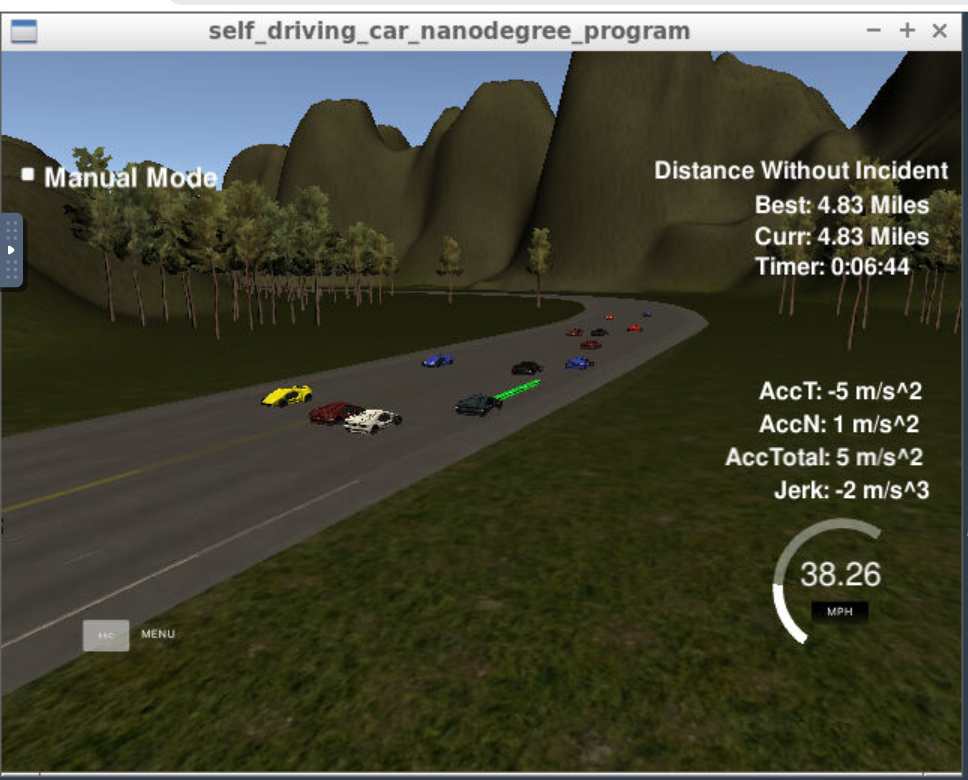 self_driving_car_nanodegree_program
Manual Mode
Distance Without Incident
Best: 4.83 Miles
Curr: 4.83 Miles
Timer: 0:06:44
AccT: -5 m/s^2
AccN: 1 m/s^2
AccTotal: 5 m/s^2
Jerk: -2 m/s^3
38.26
MPH
ESC MENU